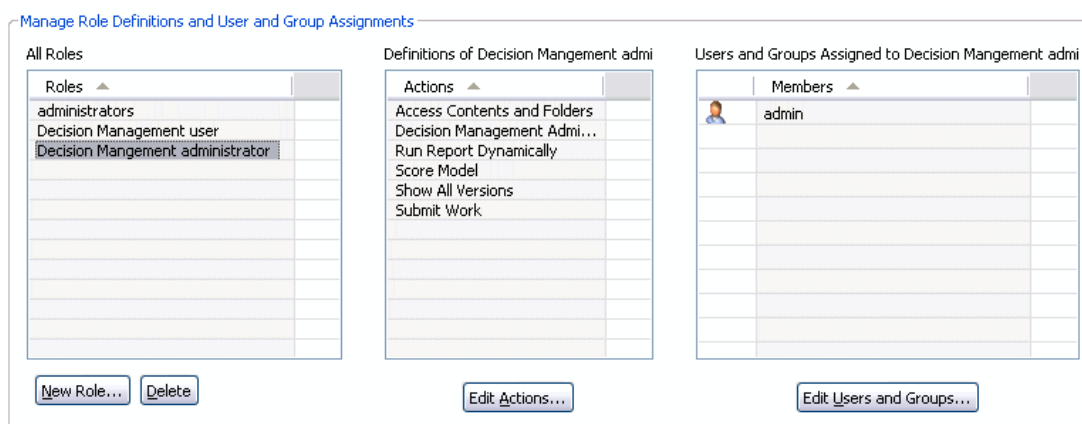 Manage Role Definitions and User and Group Assignments
All Roles
Roles
administrators
Decision Management user
Decision Mangement administrator
New Role...
Delete
Definitions of Decision Mangement admi
Actions
Access Contents and Folders
Decision Management Admi...
Run Report Dynamically
Score Model
Show All Versions
Submit Work
Edit Actions...
Users and Groups Assigned to Decision Mangement admi
Members
admin
Edit Users and Groups...